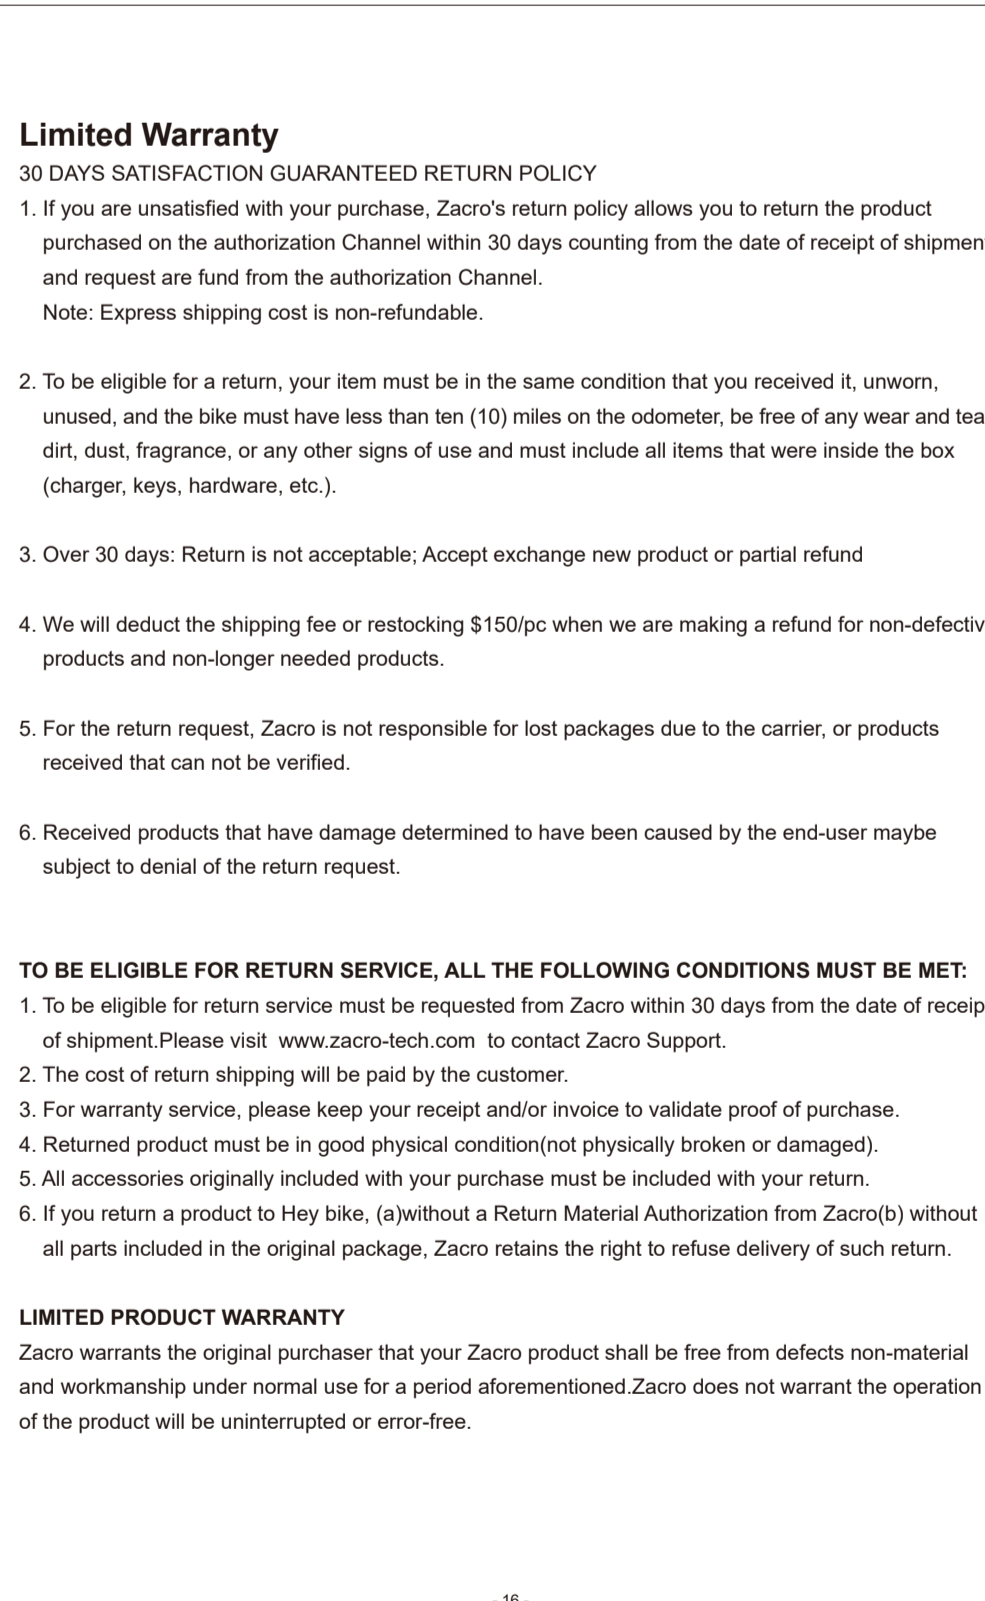 Limited Warranty
30 DAYS SATISFACTION GUARANTEED RETURN POLICY
1. If you are unsatisfied with your purchase, Zacro's return policy allows you to return the product
purchased on the authorization Channel within 30 days counting from the date of receipt of shipmen
and request are fund from the authorization Channel.
Note: Express shipping cost is non-refundable.
2. To be eligible for a return, your item must be in the same condition that you received it, unworn,
unused, and the bike must have less than ten (10) miles on the odometer, be free of any wear and tea
dirt, dust, fragrance, or any other signs of use and must include all items that were inside the box
(charger, keys, hardware, etc.).
3. Over 30 days: Return is not acceptable; Accept exchange new product or partial refund
4. We will deduct the shipping fee or restocking $150/pc when we are making a refund for non-defectiv
products and non-longer needed products.
5. For the return request, Zacro is not responsible for lost packages due to the carrier, or products
received that can not be verified.
6. Received products that have damage determined to have been caused by the end-user maybe
subject to denial of the return request.
TO BE ELIGIBLE FOR RETURN SERVICE, ALL THE FOLLOWING CONDITIONS MUST BE MET:
1. To be eligible for return service must be requested from Zacro within 30 days from the date of receip
of shipment.Please visit www.zacro-tech.com to contact Zacro Support.
2. The cost of return shipping will be paid by the customer.
3. For warranty service, please keep your receipt and/or invoice to validate proof of purchase.
4. Returned product must be in good physical condition(not physically broken or damaged).
5. All accessories originally included with your purchase must be included with your return.
6. If you return a product to Hey bike, (a)without a Return Material Authorization from Zacro(b) without
all parts included in the original package, Zacro retains the right to refuse delivery of such return.
LIMITED PRODUCT WARRANTY
Zacro warrants the original purchaser that your Zacro product shall be free from defects non-material
and workmanship under normal use for a period aforementioned.Zacro does not warrant the operation
of the product will be uninterrupted or error-free.
- 16 -